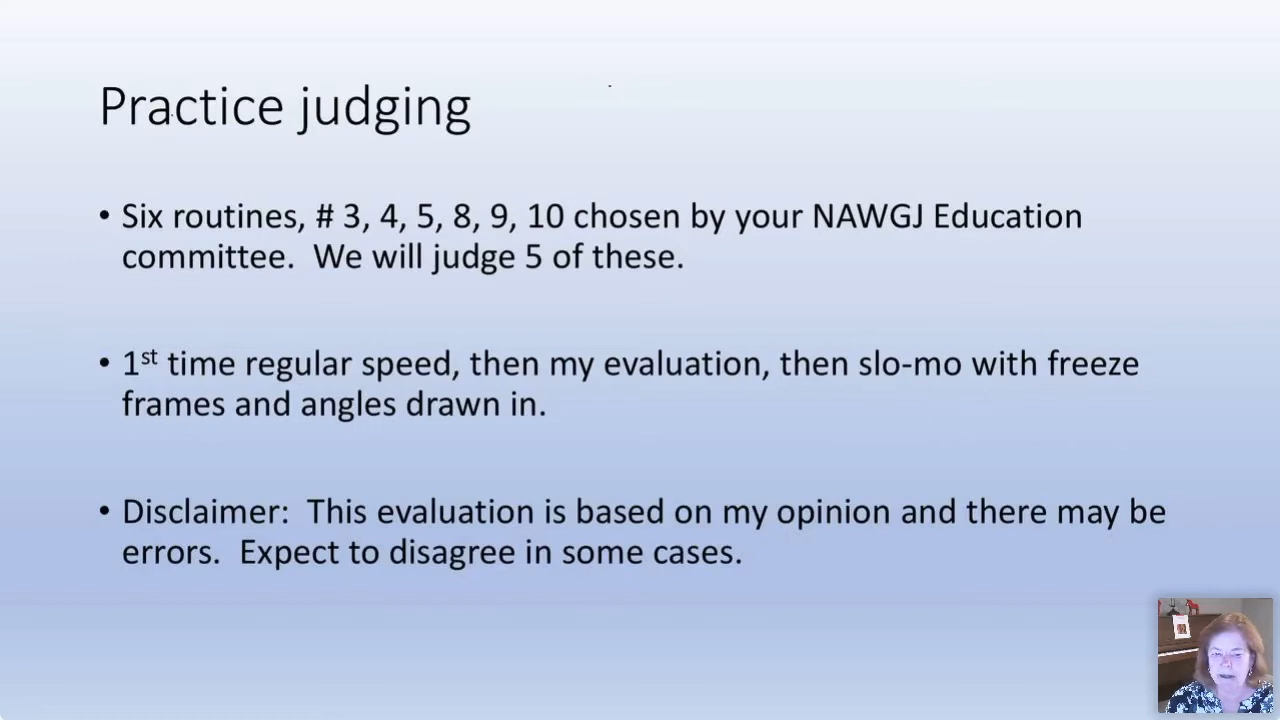 Practice judging
• Six routines, # 3, 4, 5, 8, 9, 10 chosen by your NAWGJ Education
committee.  We will judge 5 of these.
• 1st time regular speed, then my evaluation, then slo-mo with freeze
frames and angles drawn in.
• Disclaimer:  This evaluation is based on my opinion and there may be
errors.  Expect to disagree in some cases.